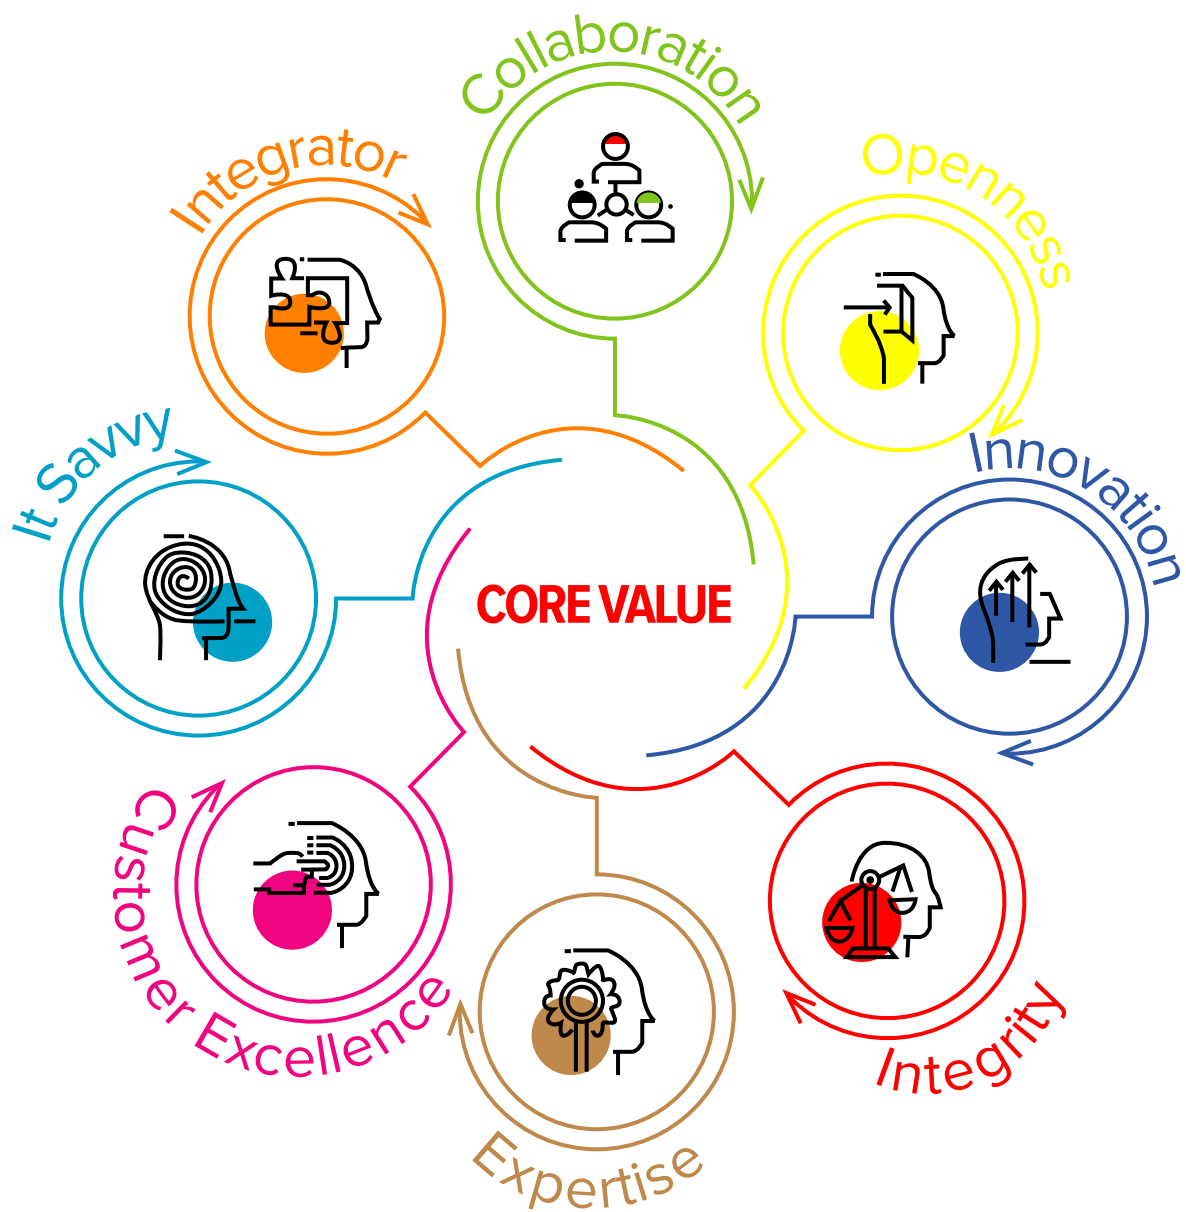 Collaboration
Openness
Integrator
Innovation
It Savvy
CORE VALUE
Customer Excellence
Integrity
Expertise